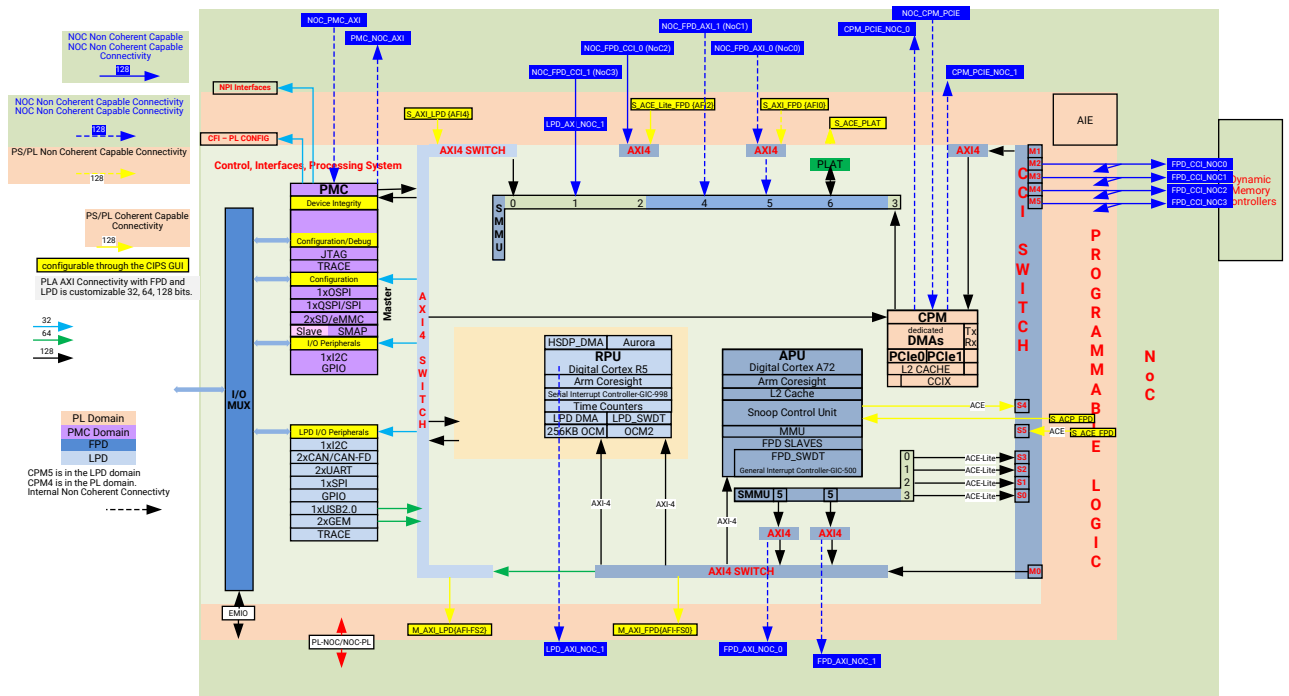 NOC_PMC_AXI
PMC_NOC_AXI
NOC_FPD_AXI_1 (NoC1)
NOC_FPD_CCI_0 (NoC2)
NOC_FPD_AXI_0 (NoC0)
NOC_FPD_CCI_1 (NoC3)
NOC_CPM_PCIE
CPM_PCIE_NOC_0
CPM_PCIE_NOC_1
LPD_AXI_NOC_1
NOC Non Coherent Capable
NOC Non Coherent Capable
Connectivity
128
NOC Non Coherent Capable Connectivity
NOC Non Coherent Capable Connectivity
128
PS/PL Non Coherent Capable Connectivity
128
PS/PL Coherent Capable
Connectivity
128
configurable through the CIPS GUI
PLA AXI Connectivity with FPD and
LPD is customizable 32, 64, 128 bits.
32
64
128
PL Domain
PMC Domain
FPD
LPD
CPM5 is in the LPD domain
CPM4 is in the PL domain.
Internal Non Coherent Connectivty
NPI Interfaces
CFI – PL CONFIG
Control, Interfaces, Processing System
S_AXI_LPD {AFI4}
S_AXI_FPD {AFI0}
S_ACE_PLAT
AXI4 SWITCH
AXI4
AXI4
PLAT
AXI4
AIE
PMC
Device Integrity
Configuration/Debug
JTAG
TRACE
Configuration
1xOSPI
1xQSPI/SPI
2xSD/eMMC
Slave
SMAP
I/O Peripherals
1xI2C
GPIO
Master
I/O
MUX
LPD I/O Peripherals
1xI2C
2xCAN/CAN-FD
2xUART
1xSPI
GPIO
1xUSB2.0
2xGEM
TRACE
AXI4 SWITCH
SMMU
0
1
2
4
5
6
3
HSDP_DMA
Aurora
RPU
Digital Cortex R5
Arm Coresight
Serial Interrupt Controller-GIC-998
Time Counters
LPD DMA
LPD_SWDT
256KB OCM
OCM2
APU
Digital Cortex A72
Arm Coresight
L2 Cache
Snoop Control Unit
MMU
FPD SLAVES
FPD_SWDT
General Interrupt Controller-GIC-500
SMMU
5
5
0
1
2
3
CPM
dedicated
DMAs
Tx
Rx
PCIe0
PCIe1
L2 CACHE
CCIX
CCI SWITCH
M1
M2
M3
M4
M5
S4
S5
S3
S2
S1
S0
M0
ACE
ACE
S_ACP_FPD
S_ACE_FPD
ACE-Lite
ACE-Lite
ACE-Lite
ACE-Lite
FPD_CCI_NOC0
FPD_CCI_NOC1
FPD_CCI_NOC2
FPD_CCI_NOC3
Memory
NoC
AXI-4
AXI-4
AXI-4
AXI4
AXI4
AXI4 SWITCH
EMIO
PL-NOC/NOC-PL
M_AXI_LPD{AFI-FS2}
M_AXI_FPD{AFI-FS0}
LPD_AXI_NOC_1
FPD_AXI_NOC_0
FPD_AXI_NOC_1